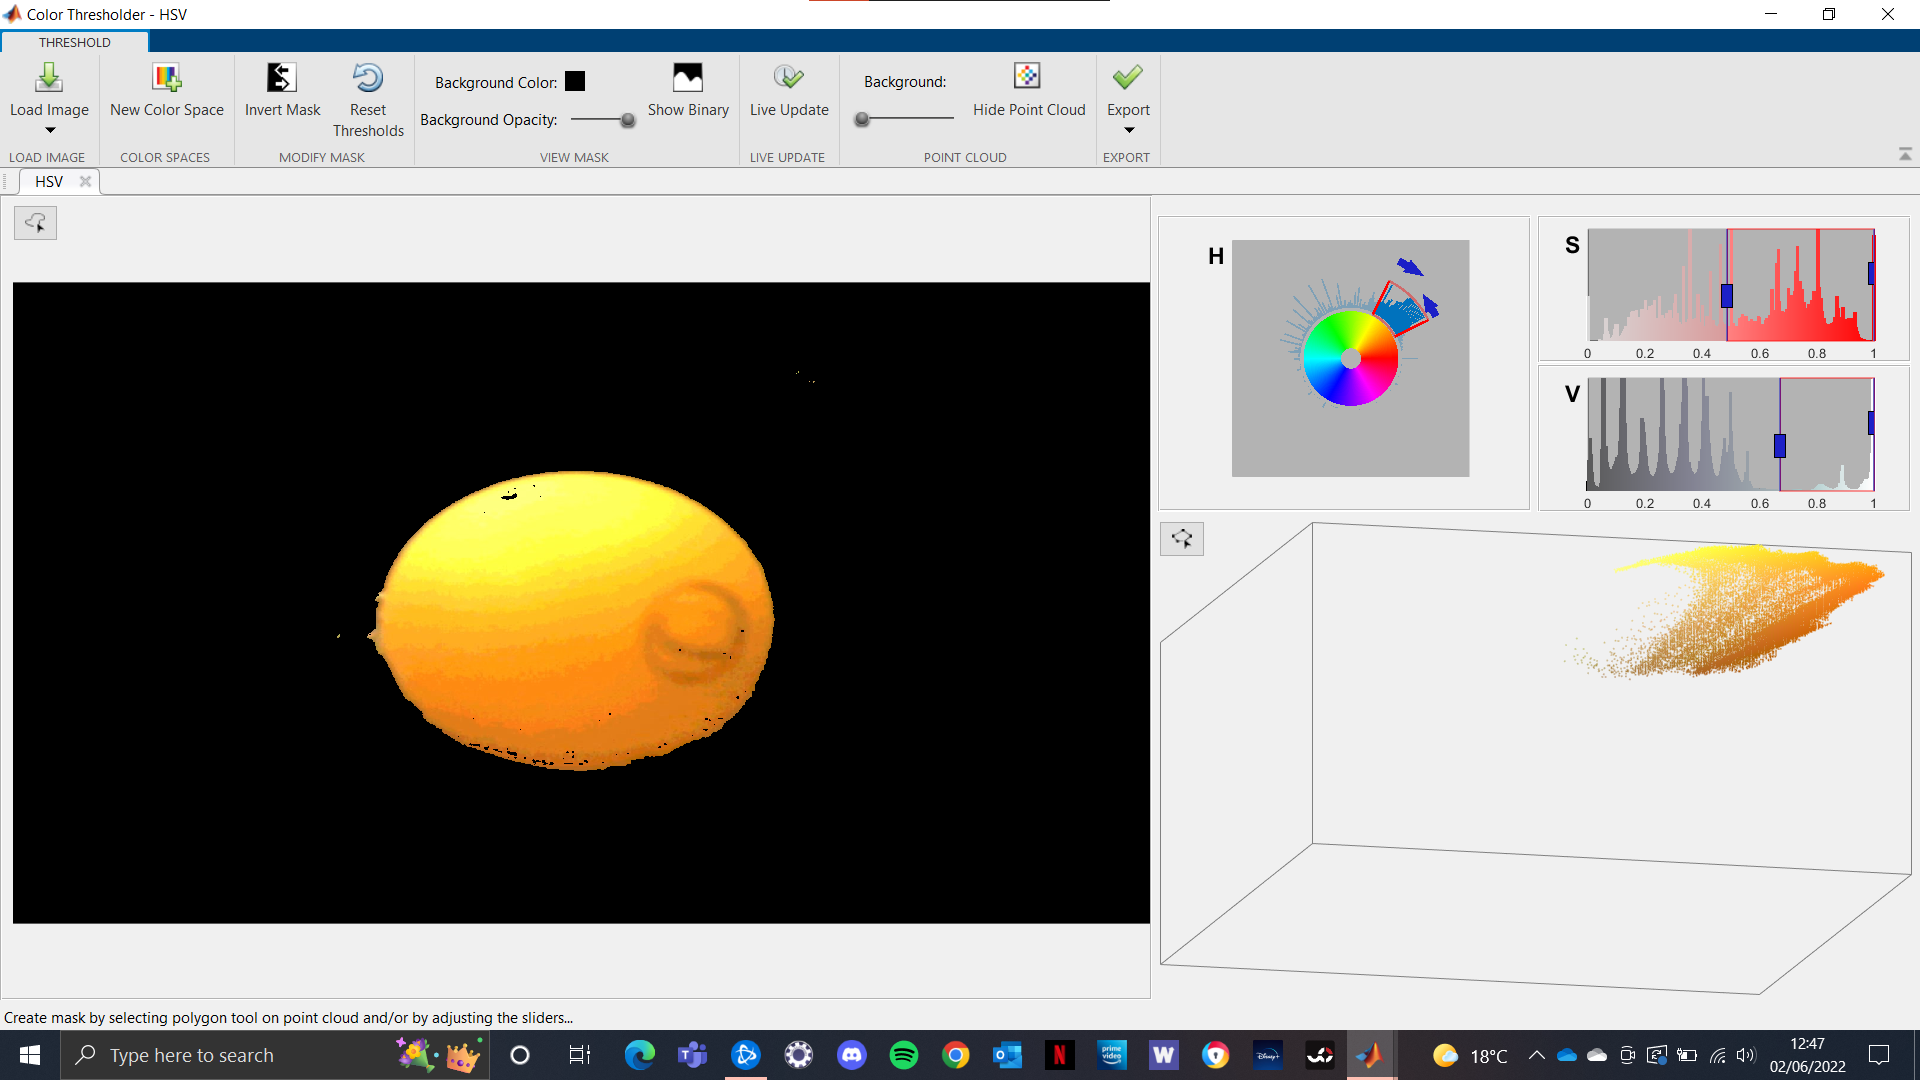 Color Thresholder - HSV
THRESHOLD
Load Image
New Color Space
Invert Mask
Reset Thresholds
Background Color:
Background Opacity:
Show Binary
Live Update
Background:
Hide Point Cloud
Export
LOAD IMAGE
COLOR SPACES
MODIFY MASK
VIEW MASK
LIVE UPDATE
POINT CLOUD
EXPORT
HSV
H
S
0 0.2 0.4 0.6 0.8 1
V
0 0.2 0.4 0.6 0.8 1
Create mask by selecting polygon tool on point cloud and/or by adjusting the sliders...
Type here to search
N
prime video
W
Disney+
18°C
12:47
02/06/2022